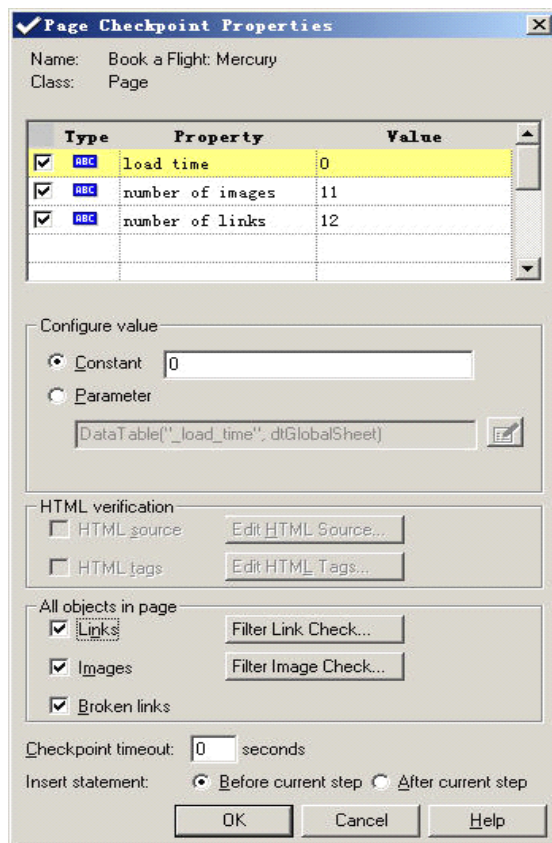 Page Checkpoint Properties
Name: Book a Flight: Mercury
Class: Page
Type Property Value
ABC load time 0
ABC number of images 11
ABC number of links 12
Configure value
Constant 0
Parameter
DataTable("_load_time", dtGlobalSheet)
HTML verification
HTML source Edit HTML Source...
HTML tags Edit HTML Tags...
All objects in page
Links Filter Link Check...
Images Filter Image Check...
Broken links
Checkpoint timeout: 0 seconds
Insert statement: Before current step After current step
OK Cancel Help